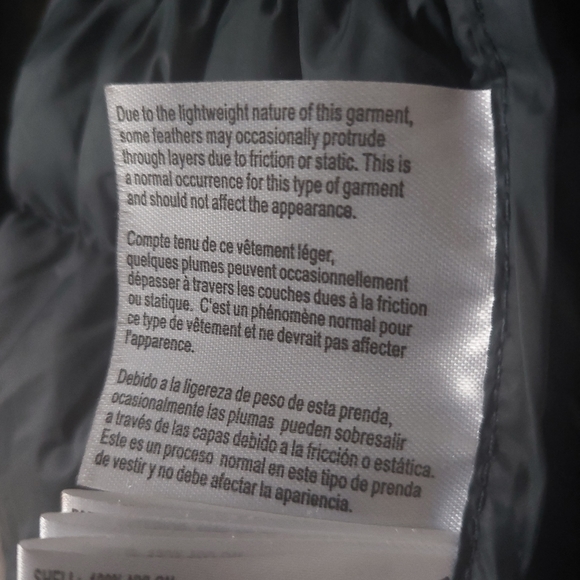 Due to the lightweight nature of this garment,
some feathers may occasionally protrude
through layers due to friction or static. This is
a normal occurrence for this type of garment
and should not affect the appearance.
Compte tenu de ce vêtement léger,
quelques plumes peuvent occasionnellement
dépasser à travers les couches dues à la friction
ou statique. C'est un phénomène normal pour
ce type de vêtement et ne devrait pas affecter
l'apparence.
Debido a la ligereza de peso de esta prenda,
ocasionalmente las plumas pueden sobresalir
a través de las capas debido a la fricción o estática.
Este es un proceso normal en este tipo de prenda
de vestir y no debe afectar la apariencia.